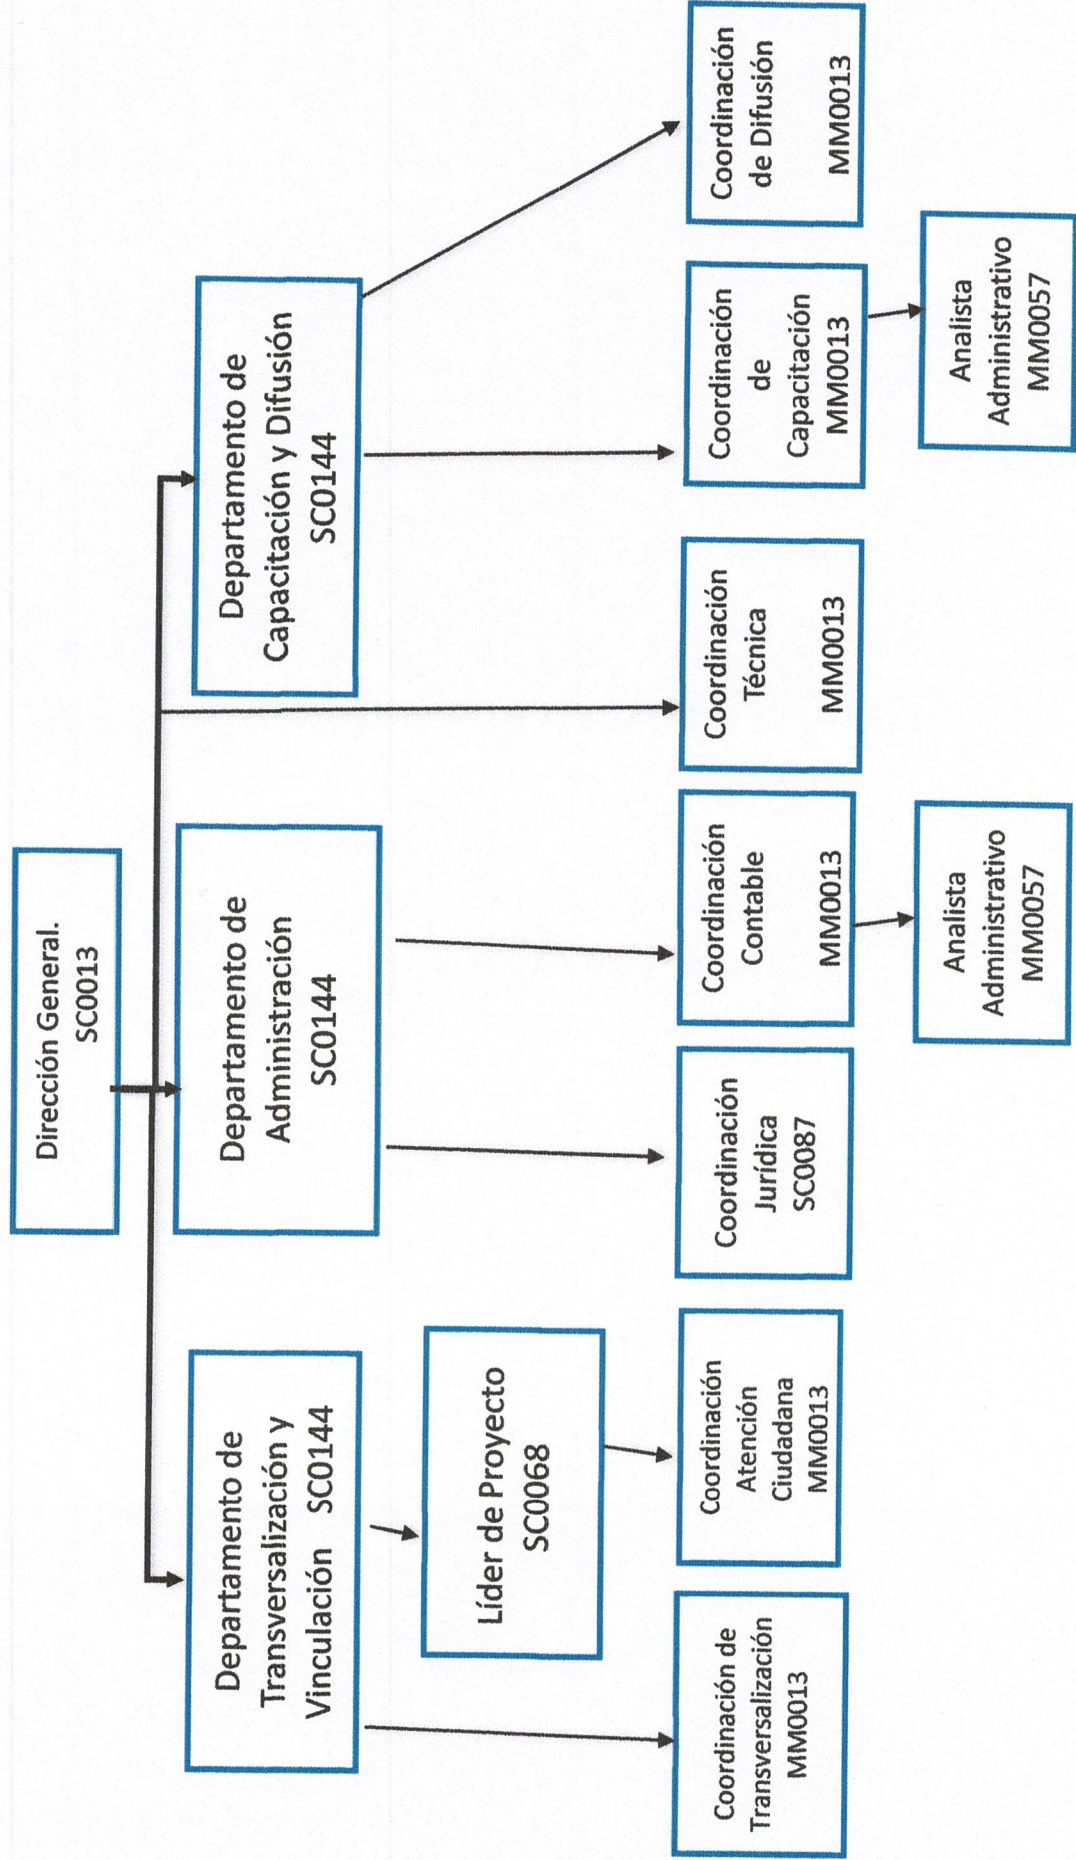 Dirección General.
SC0013
Departamento de
Transversalización y
Vinculación SC0144
Departamento de
Administración
SC0144
Departamento de
Capacitación y Difusión
SC0144
Líder de Proyecto
SC0068
Coordinación de
Transversalización
MM0013
Coordinación
Atención
Ciudadana
MM0013
Coordinación
Jurídica
SC0087
Coordinación
Contable
MM0013
Coordinación
Técnica
MM0013
Coordinación
de
Capacitación
MM0013
Coordinación
de Difusión
MM0013
Analista
Administrativo
MM0057
Analista
Administrativo
MM0057